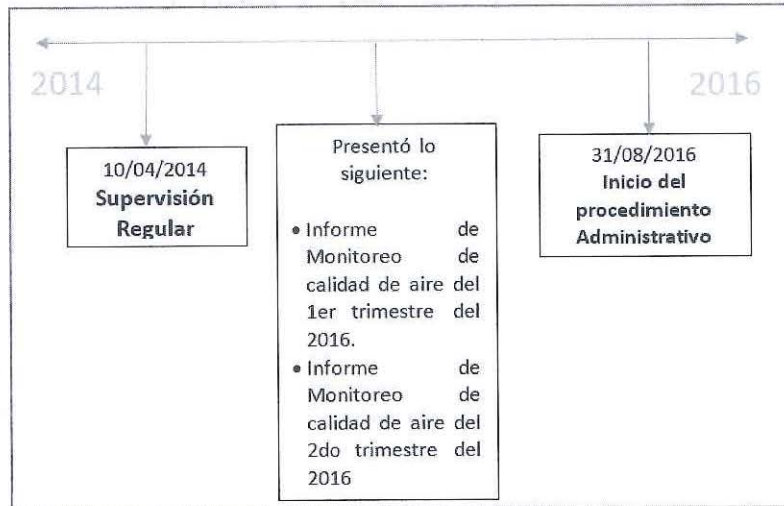 2014
2016
10/04/2014
Supervisión
Regular
Presentó lo
siguiente:
• Informe de
Monitoreo de
calidad de aire del
1er trimestre del
2016.
• Informe de
Monitoreo de
calidad de aire del
2do trimestre del
2016
31/08/2016
Inicio del
procedimiento
Administrativo